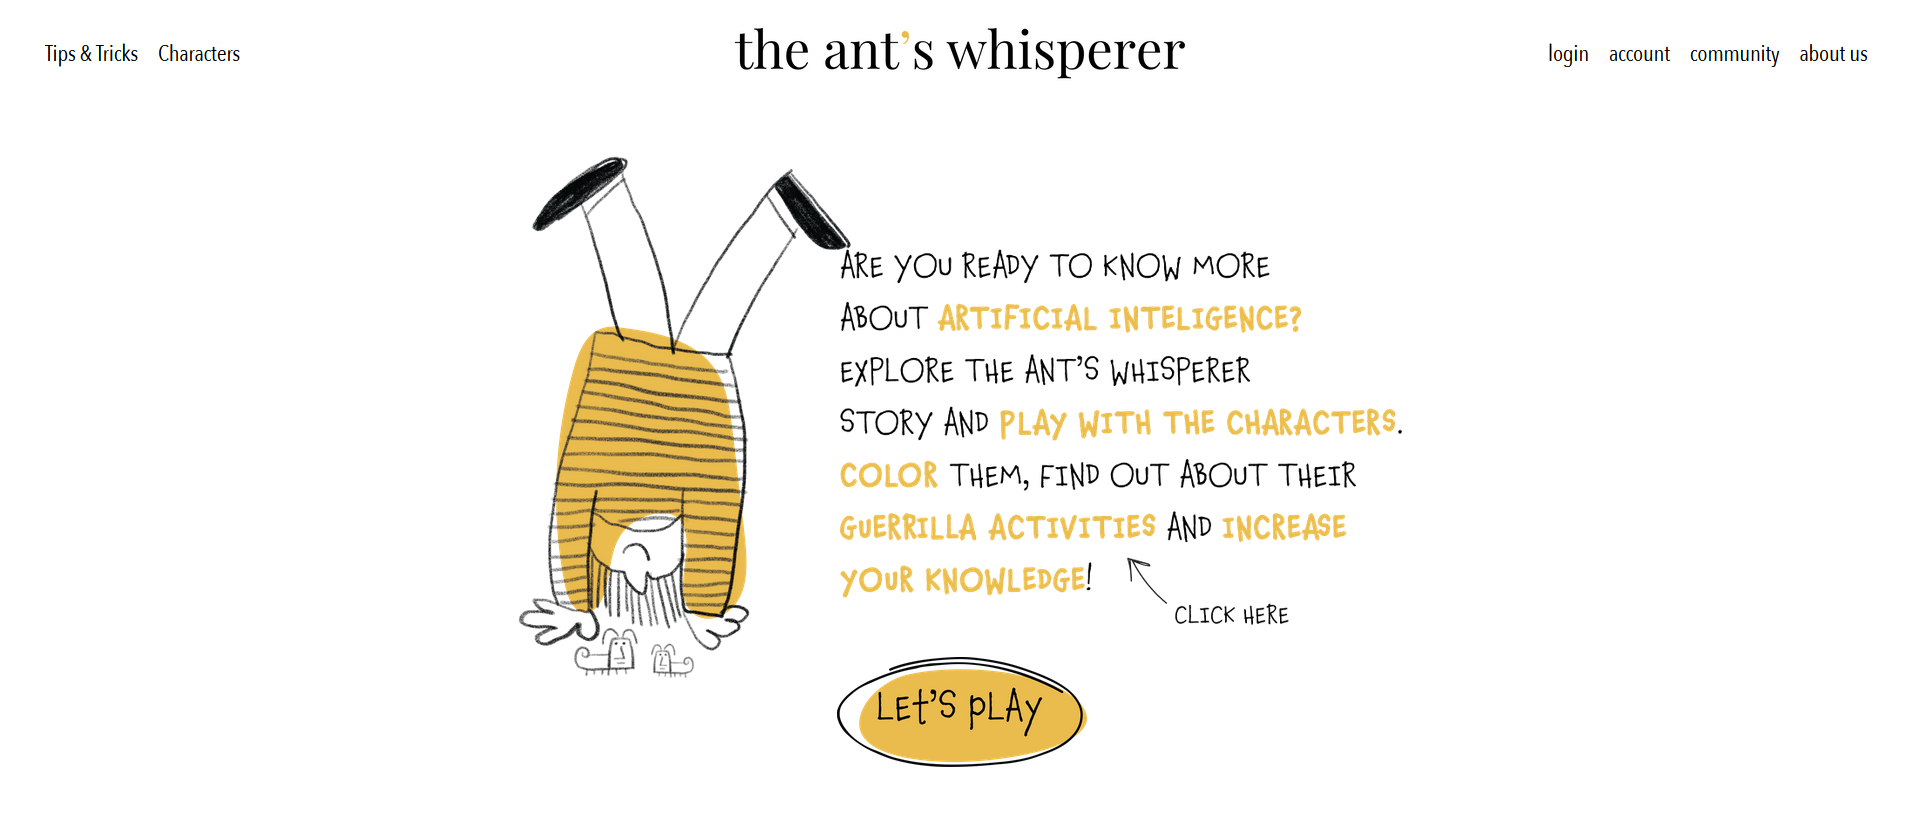 Tips & Tricks Characters
the ant's whisperer
login account community about us
ARE YOU READY TO KNOW MORE
ABOUT ARTIFICIAL INTELIGENCE?
EXPLORE THE ANT'S WHISPERER
STORY AND PLAY WITH THE CHARACTERS.
COLOR THEM, FIND OUT ABOUT THEIR
GUERRILLA ACTIVITIES AND INCREASE
YOUR KNOWLEDGE!
CLICK HERE
LEt'S pLAy